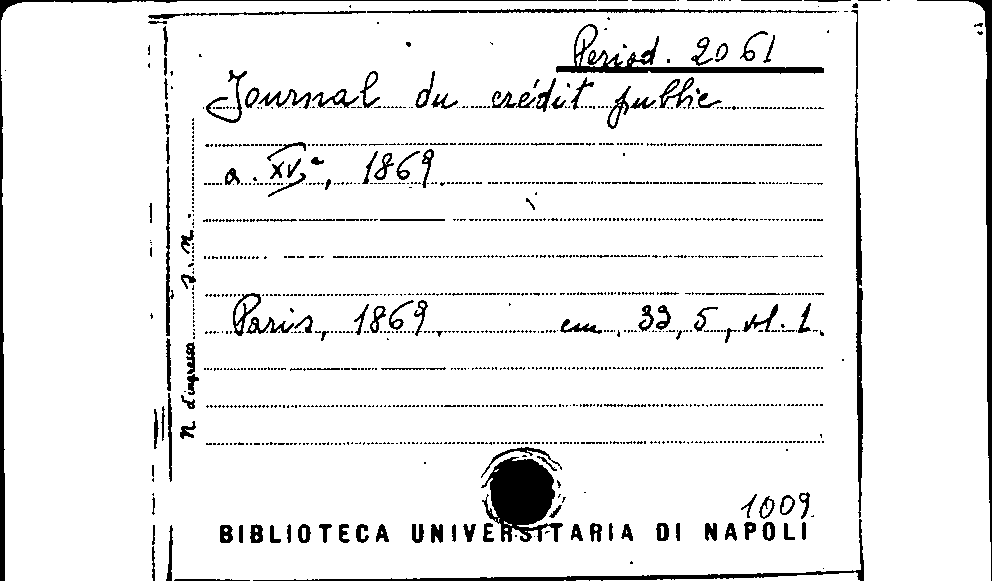 Period. 2061
Journal du crédit public.
a. XV,ª, 1869.
Paris, 1869. cm. 33,5, vl. 1.
N. d'ingresso s. n.
1009
BIBLIOTECA UNIVERSITARIA DI NAPOLI